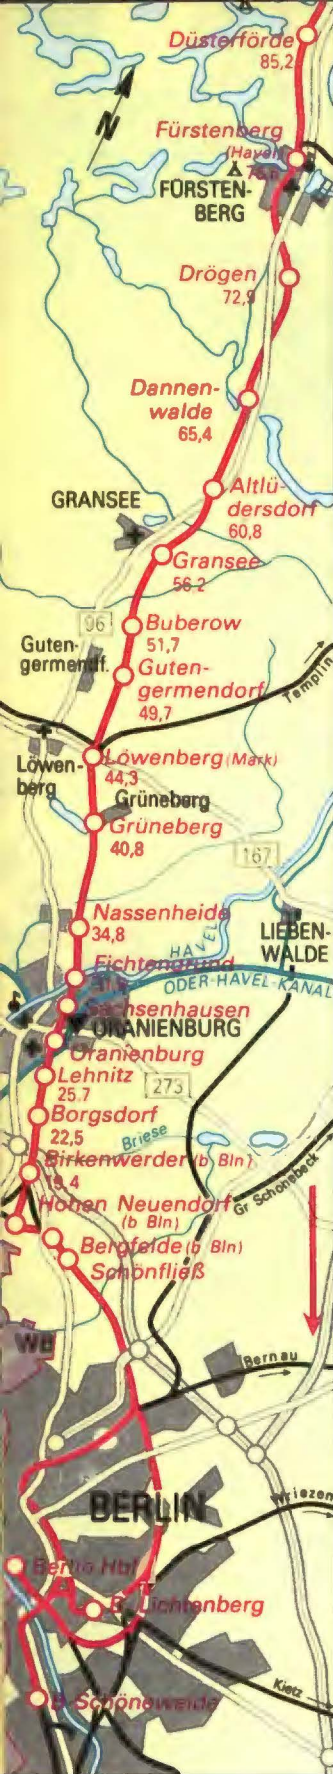 Düsterförde
85,2
N
Fürstenberg
(Havel)
FÜRSTEN-
BERG
Drögen
72,9
Dannen-
walde
65,4
GRANSEE
Altlü-
dersdorf
60,8
Gransee
56,2
96
Buberow
51,7
Guten-
germendf.
Guten-
germendorf
49,7
Templin
Löwen-
berg
Löwenberg (Mark)
44,3
Grüneberg
Grüneberg
40,8
167
Nassenheide
34,8
HAVEL
LIEBEN-
WALDE
Fichtengrund
ODER-HAVEL-KANAL
Sachsenhausen
ORANIENBURG
Oranienburg
Lehnitz
25.7
273
Borgsdorf
22,5
Briese
Birkenwerder (b Bln)
19,4
Gr Schönebeck
Hohen Neuendorf
(b Bln)
Bergfelde (b Bln)
Schönfließ
WB
Bernau
BERLIN
Wriezen
Berlin Hbf
B. Lichtenberg
Kietz
B Schöneweide